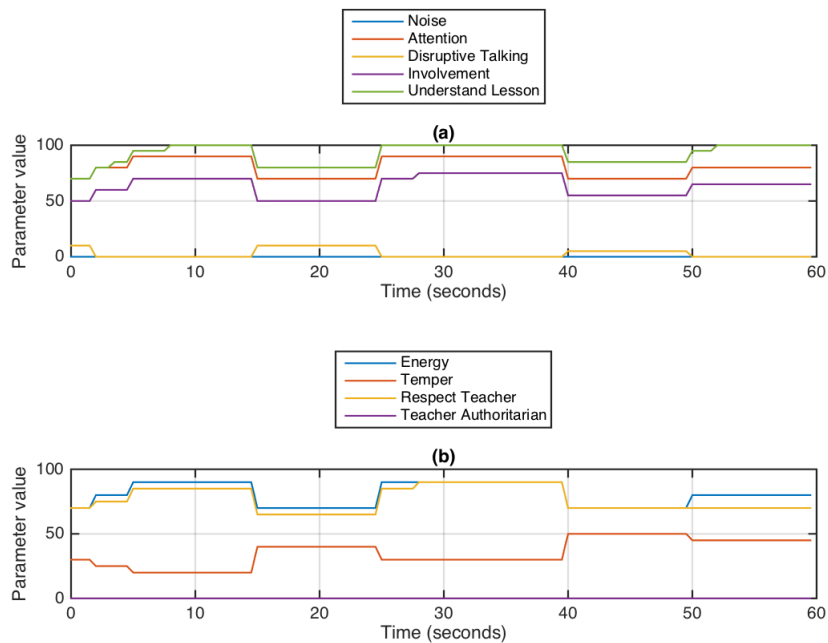 Noise
Attention
Disruptive Talking
Involvement
Understand Lesson
(a)
100
50
0
Parameter value
0 10 20 30 40 50 60
Time (seconds)
Energy
Temper
Respect Teacher
Teacher Authoritarian
(b)
100
50
0
Parameter value
0 10 20 30 40 50 60
Time (seconds)